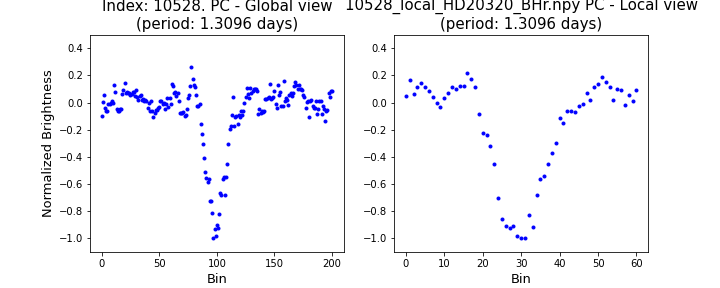 Index: 10528. PC - Global view
(period: 1.3096 days)
10528_local_HD20320_BHr.npy PC - Local view
(period: 1.3096 days)
Normalized Brightness
0.4
0.2
0.0
−0.2
−0.4
−0.6
−0.8
−1.0
0 50 100 150 200
Bin
0.4
0.2
0.0
−0.2
−0.4
−0.6
−0.8
−1.0
0 10 20 30 40 50 60
Bin